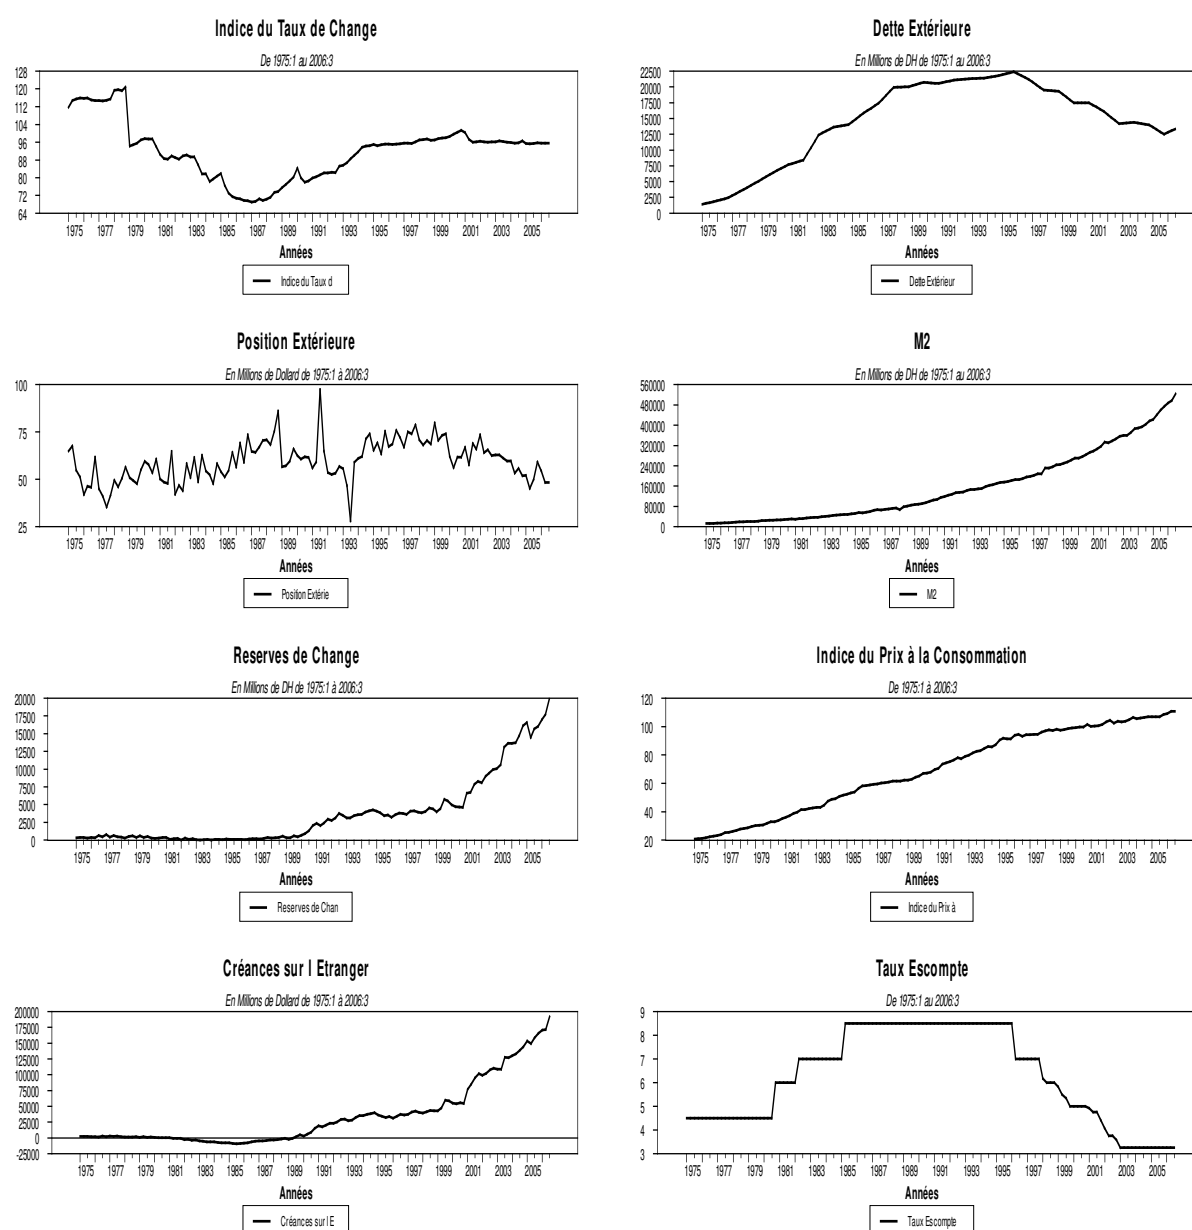 Indice du Taux de Change
De 1975:1 au 2006:3
128
120
112
104
96
88
80
72
64
1975 1977 1979 1981 1983 1985 1987 1989 1991 1993 1995 1997 1999 2001 2003 2005
Années
Indice du Taux d
Dette Extérieure
En Millions de DH de 1975:1 au 2006:3
22500
20000
17500
15000
12500
10000
7500
5000
2500
0
1975 1977 1979 1981 1983 1985 1987 1989 1991 1993 1995 1997 1999 2001 2003 2005
Années
Dette Extérieur
Position Extérieure
En Millions de Dollard de 1975:1 à 2006:3
100
75
50
25
1975 1977 1979 1981 1983 1985 1987 1989 1991 1993 1995 1997 1999 2001 2003 2005
Années
Position Extérie
M2
En Millions de DH de 1975:1 au 2006:3
560000
480000
400000
320000
240000
160000
80000
0
1975 1977 1979 1981 1983 1985 1987 1989 1991 1993 1995 1997 1999 2001 2003 2005
Années
M2
Reserves de Change
En Millions de DH de 1975:1 à 2006:3
20000
17500
15000
12500
10000
7500
5000
2500
0
1975 1977 1979 1981 1983 1985 1987 1989 1991 1993 1995 1997 1999 2001 2003 2005
Années
Reserves de Chan
Indice du Prix à la Consommation
De 1975:1 à 2006:3
120
100
80
60
40
20
1975 1977 1979 1981 1983 1985 1987 1989 1991 1993 1995 1997 1999 2001 2003 2005
Années
Indice du Prix à
Créances sur l Etranger
En Millions de Dollard de 1975:1 à 2006:3
200000
175000
150000
125000
100000
75000
50000
25000
0
-25000
1975 1977 1979 1981 1983 1985 1987 1989 1991 1993 1995 1997 1999 2001 2003 2005
Années
Créances sur l E
Taux Escompte
De 1975:1 au 2006:3
9
8
7
6
5
4
3
1975 1977 1979 1981 1983 1985 1987 1989 1991 1993 1995 1997 1999 2001 2003 2005
Années
Taux Escompte